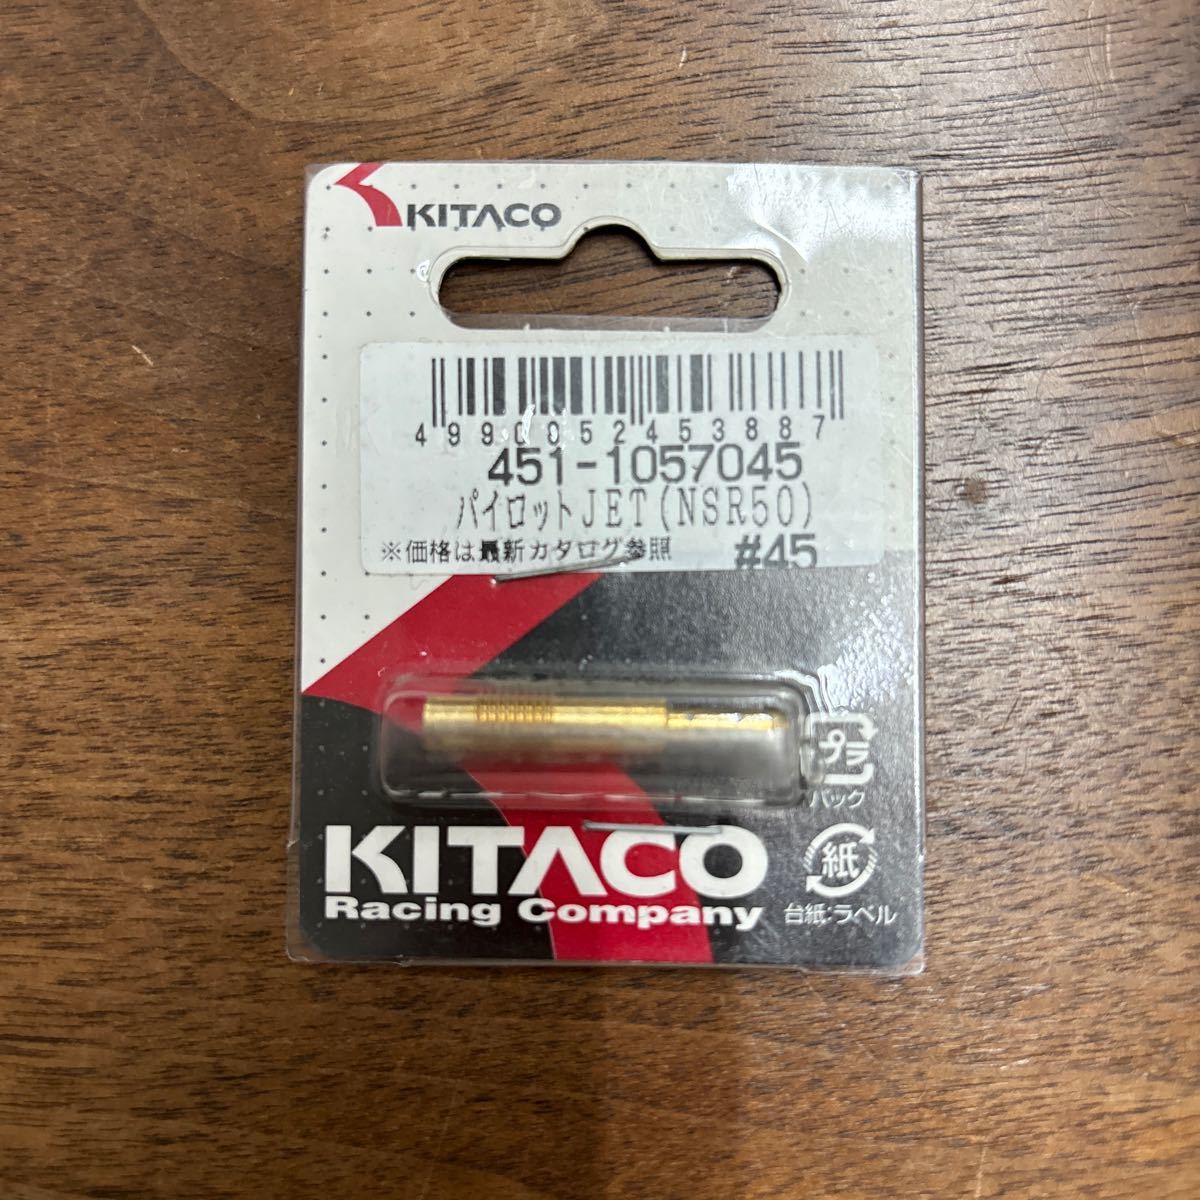 KITACO
4990052453887
451-1057045
パイロットJET(NSR50)
※価格は最新カタログ参照 #45
プラ
パック
KITACO
Racing Company
紙
台紙:ラベル